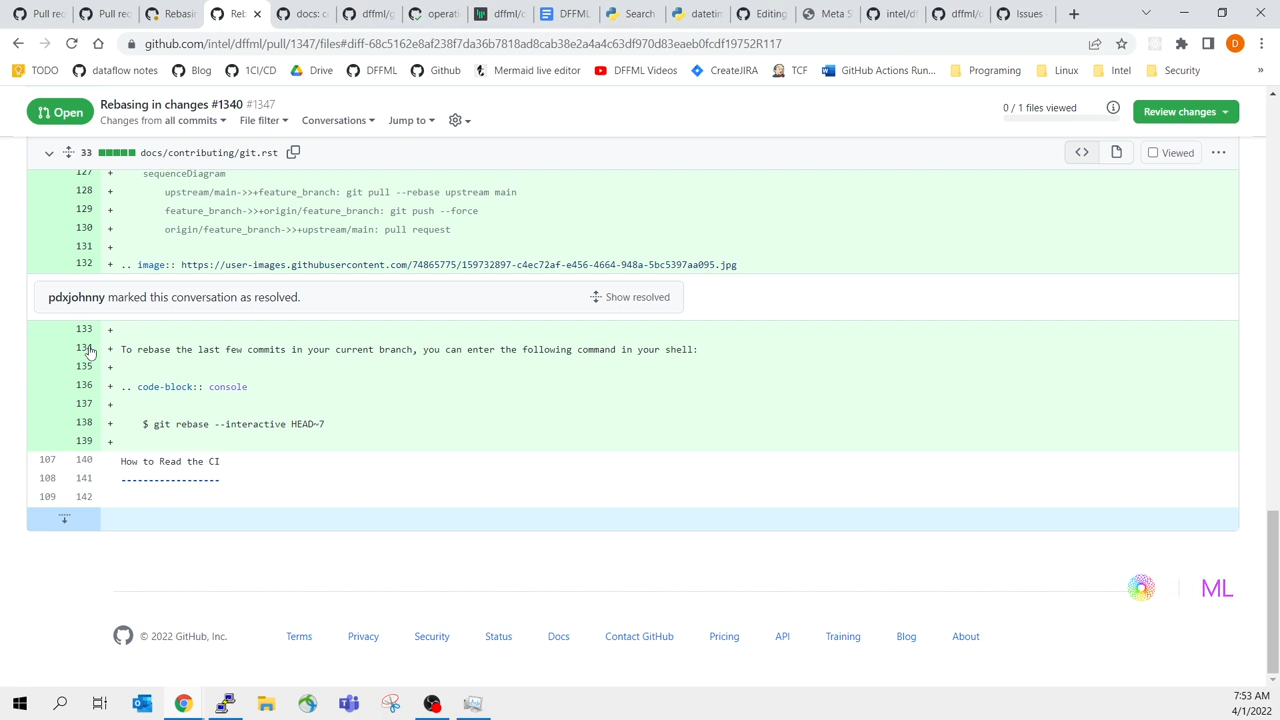 Pull rec
Pull rec
Rebasin
Reb
docs: co
dffml/g
operati
dffml/c
DFFML
Search
datetim
Editing
Meta S
intel/df
dffml/e
Issues
github.com/intel/dffml/pull/1347/files#diff-68c5162e8af238f7da36b7818ad8cab38e2a4a4c63df970d83eaeb0fcff19752R117
D
TODO
dataflow notes
Blog
1CI/CD
Drive
DFFML
Github
Mermaid live editor
DFFML Videos
CreateJIRA
TCF
GitHub Actions Run...
Programing
Linux
Intel
Security
»
Open
Rebasing in changes #1340 #1347
Changes from all commits
File filter
Conversations
Jump to
0 / 1 files viewed
Review changes
33 docs/contributing/git.rst
Viewed
127 + sequenceDiagram
128 + upstream/main->>+feature_branch: git pull --rebase upstream main
129 + feature_branch->>+origin/feature_branch: git push --force
130 + origin/feature_branch->>+upstream/main: pull request
131 +
132 + .. image:: https://user-images.githubusercontent.com/74865775/159732897-c4ec72af-e456-4664-948a-5bc5397aa095.jpg
pdxjohnny marked this conversation as resolved.
Show resolved
133 +
134 + To rebase the last few commits in your current branch, you can enter the following command in your shell:
135 +
136 + .. code-block:: console
137 +
138 + $ git rebase --interactive HEAD~7
139 +
107 140 How to Read the CI
108 141 ------------------
109 142
ML
© 2022 GitHub, Inc.
Terms
Privacy
Security
Status
Docs
Contact GitHub
Pricing
API
Training
Blog
About
7:53 AM
4/1/2022